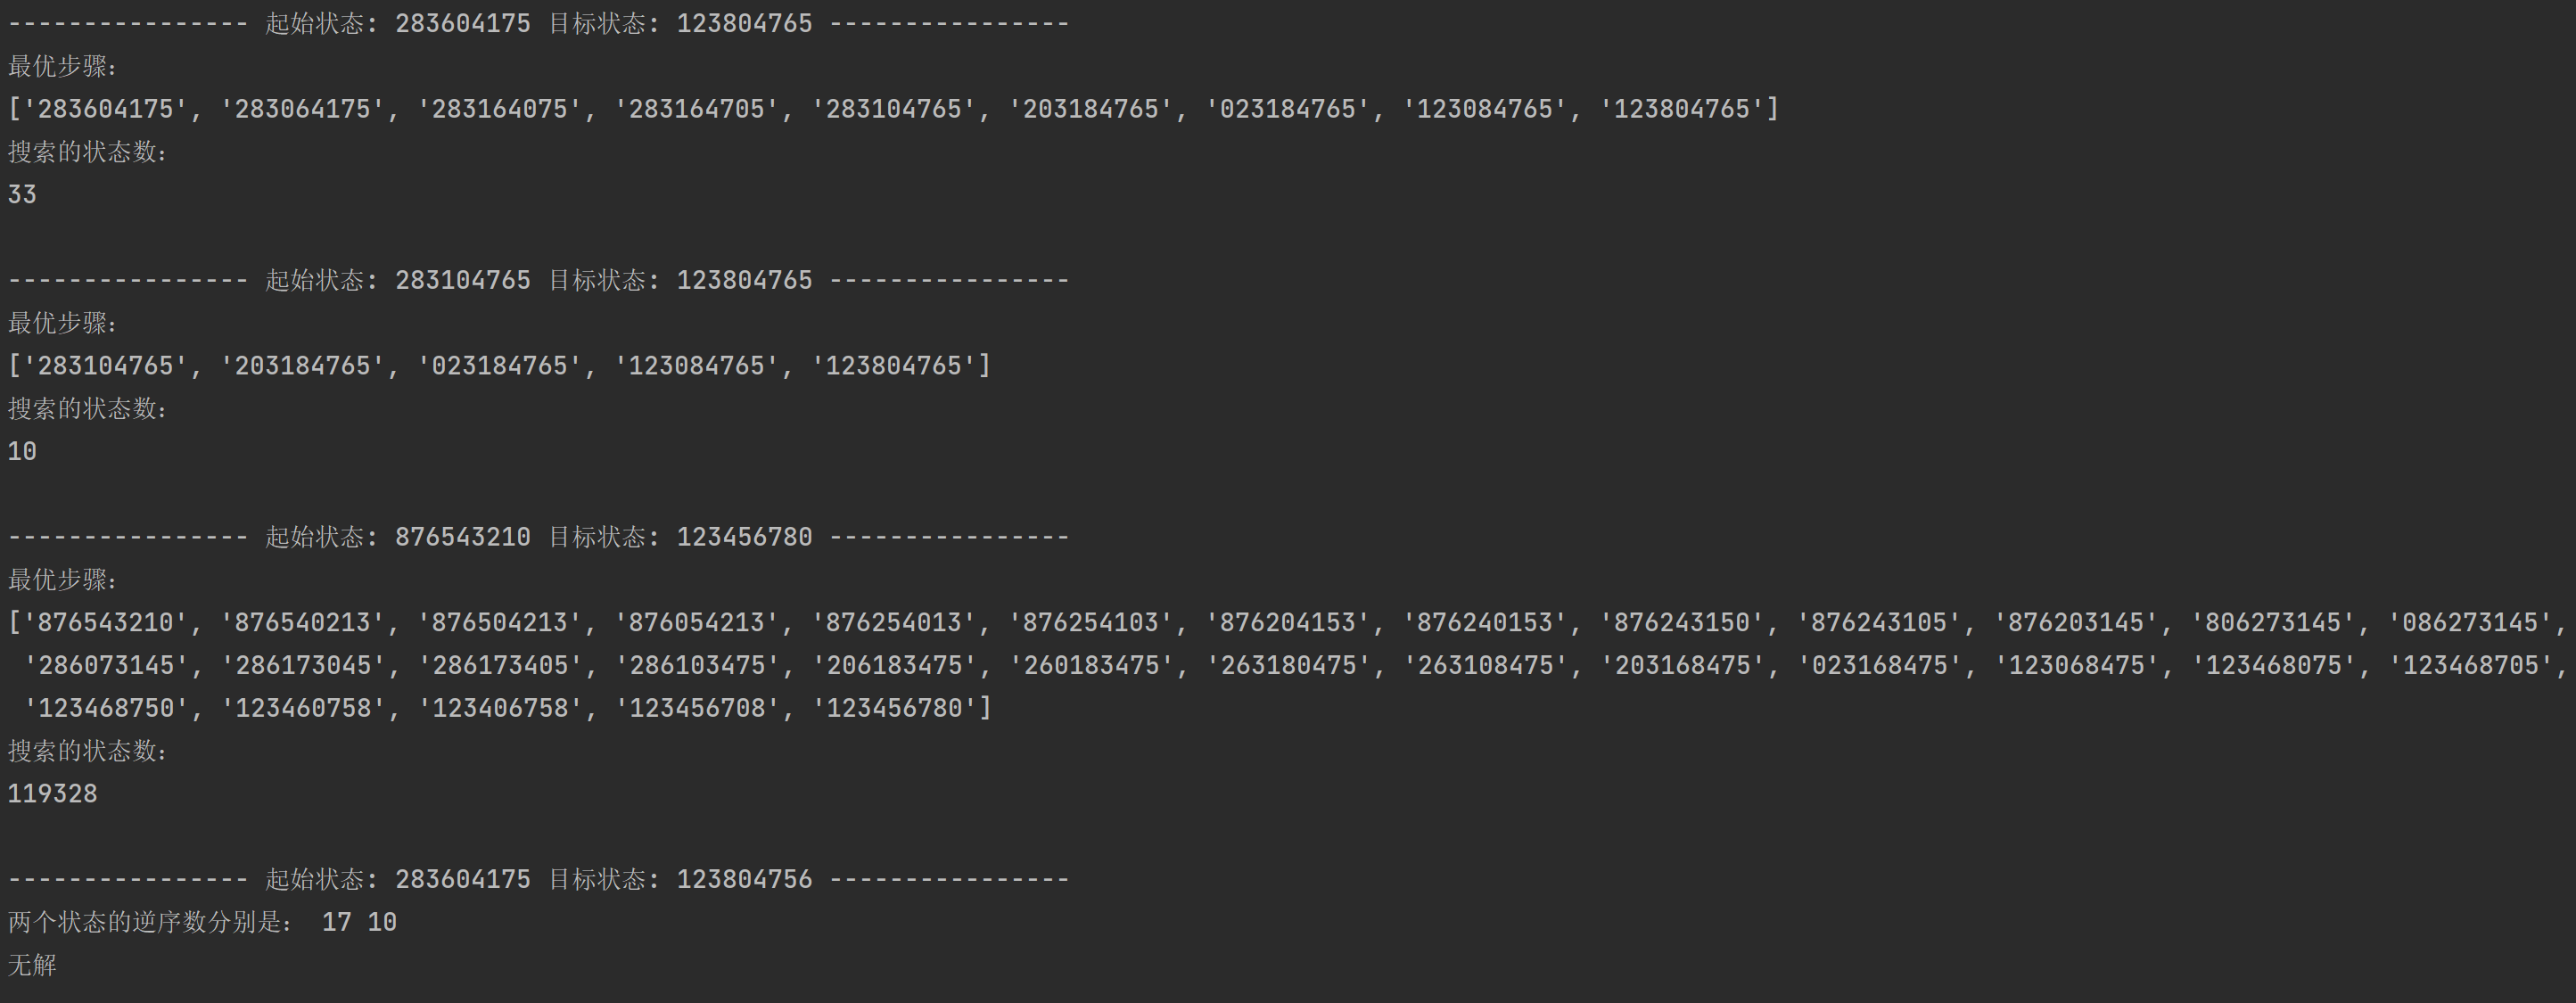 ---------------- 起始状态: 283604175 目标状态: 123804765 ----------------
最优步骤:
['283604175', '283064175', '283164075', '283164705', '283104765', '203184765', '023184765', '123084765', '123804765']
搜索的状态数:
33
---------------- 起始状态: 283104765 目标状态: 123804765 ----------------
最优步骤:
['283104765', '203184765', '023184765', '123084765', '123804765']
搜索的状态数:
10
---------------- 起始状态: 876543210 目标状态: 123456780 ----------------
最优步骤:
['876543210', '876540213', '876504213', '876054213', '876254013', '876254103', '876204153', '876240153', '876243150', '876243105', '876203145', '806273145', '086273145',
'286073145', '286173045', '286173405', '286103475', '206183475', '260183475', '263180475', '263108475', '203168475', '023168475', '123068475', '123468075', '123468705',
'123468750', '123460758', '123406758', '123456708', '123456780']
搜索的状态数:
119328
---------------- 起始状态: 283604175 目标状态: 123804756 ----------------
两个状态的逆序数分别是: 17 10
无解